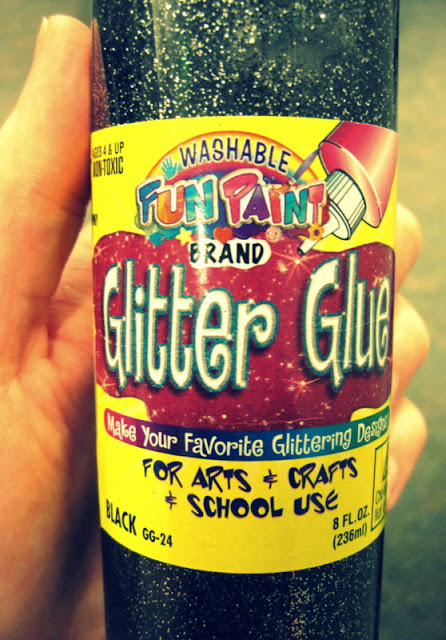 AGES 4 & UP
NON-TOXIC
WASHABLE
FUN PAINT
BRAND
Glitter Glue
Make Your Favorite Glittering Designs
FOR ARTS & CRAFTS
& SCHOOL USE
BLACK GG-24
8 FL.OZ.
(236ml)